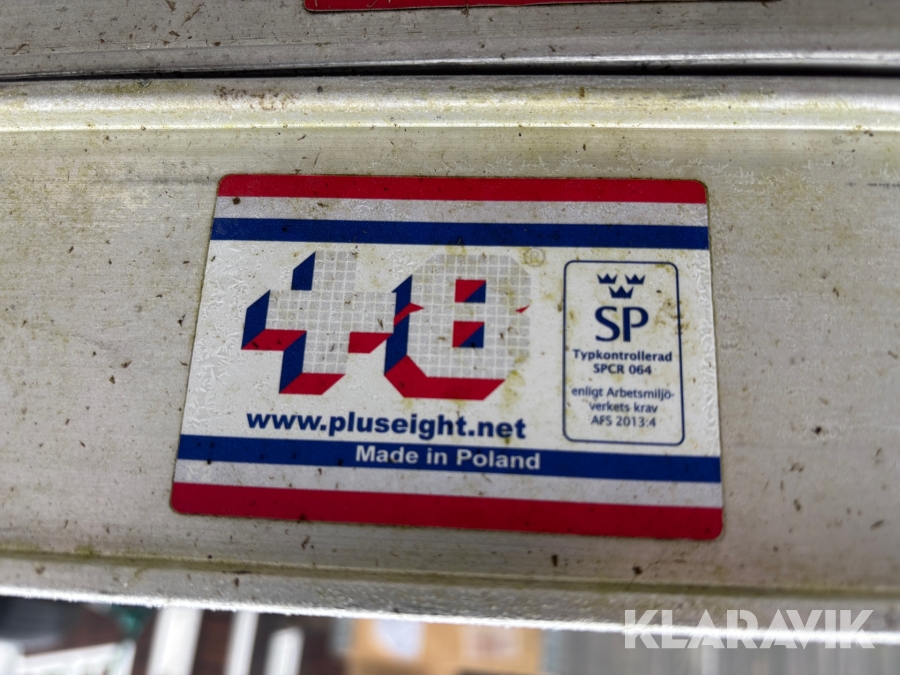 +8®
www.pluseight.net
Made in Poland
SP
Typkontrollerad
SPCR 064
enligt Arbetsmiljö-
verkets krav
AFS 2013:4
KLARAVIK